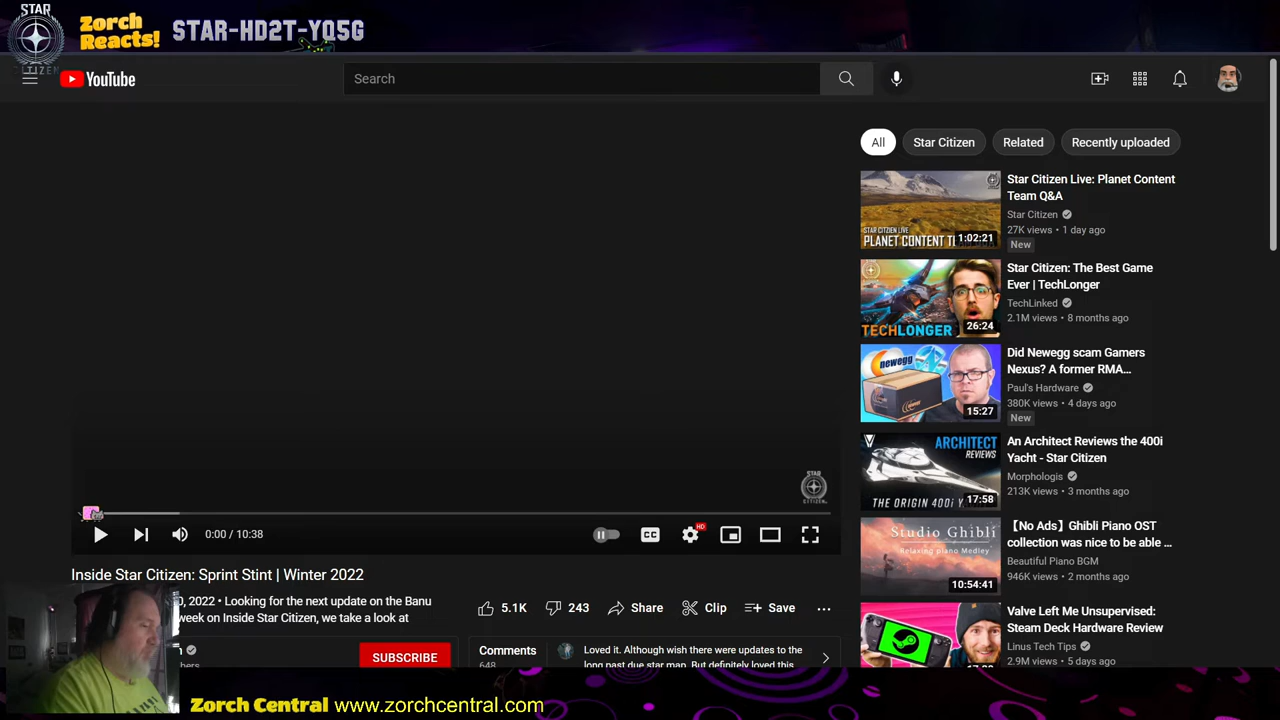 STAR
CITIZEN
Zorch
Reacts!
STAR-HD2T-YQ5G
YouTube
Search
All
Star Citizen
Related
Recently uploaded
Star Citizen Live: Planet Content
Team Q&A
Star Citizen
27K views • 1 day ago
New
STAR CITIZEN LIVE
PLANET CONTENT T
1:02:21
Star Citizen: The Best Game
Ever | TechLonger
TechLinked
2.1M views • 8 months ago
TECHLONGER
26:24
Did Newegg scam Gamers
Nexus? A former RMA...
Paul's Hardware
380K views • 4 days ago
New
newegg
15:27
An Architect Reviews the 400i
Yacht - Star Citizen
Morphologis
213K views • 3 months ago
ARCHITECT
REVIEWS
THE ORIGIN 400i Y
17:58
【No Ads】Ghibli Piano OST
collection was nice to be able ...
Beautiful Piano BGM
946K views • 2 months ago
Studio Ghibli
Relaxing piano Medley
10:54:41
Valve Left Me Unsupervised:
Steam Deck Hardware Review
Linus Tech Tips
2.9M views • 5 days ago
STAR
CITIZEN
0:00 / 10:38
HD
Inside Star Citizen: Sprint Stint | Winter 2022
0, 2022 • Looking for the next update on the Banu
week on Inside Star Citizen, we take a look at
5.1K
243
Share
Clip
Save
SUBSCRIBE
Comments
648
Loved it. Although wish there were updates to the
long past due star map. But definitely loved this
Zorch Central www.zorchcentral.com